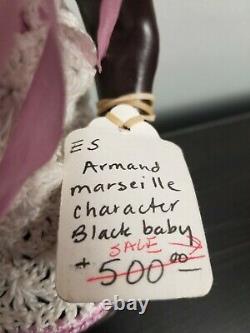 ES
Armand
marseille
character
Black baby
SALE
500.00